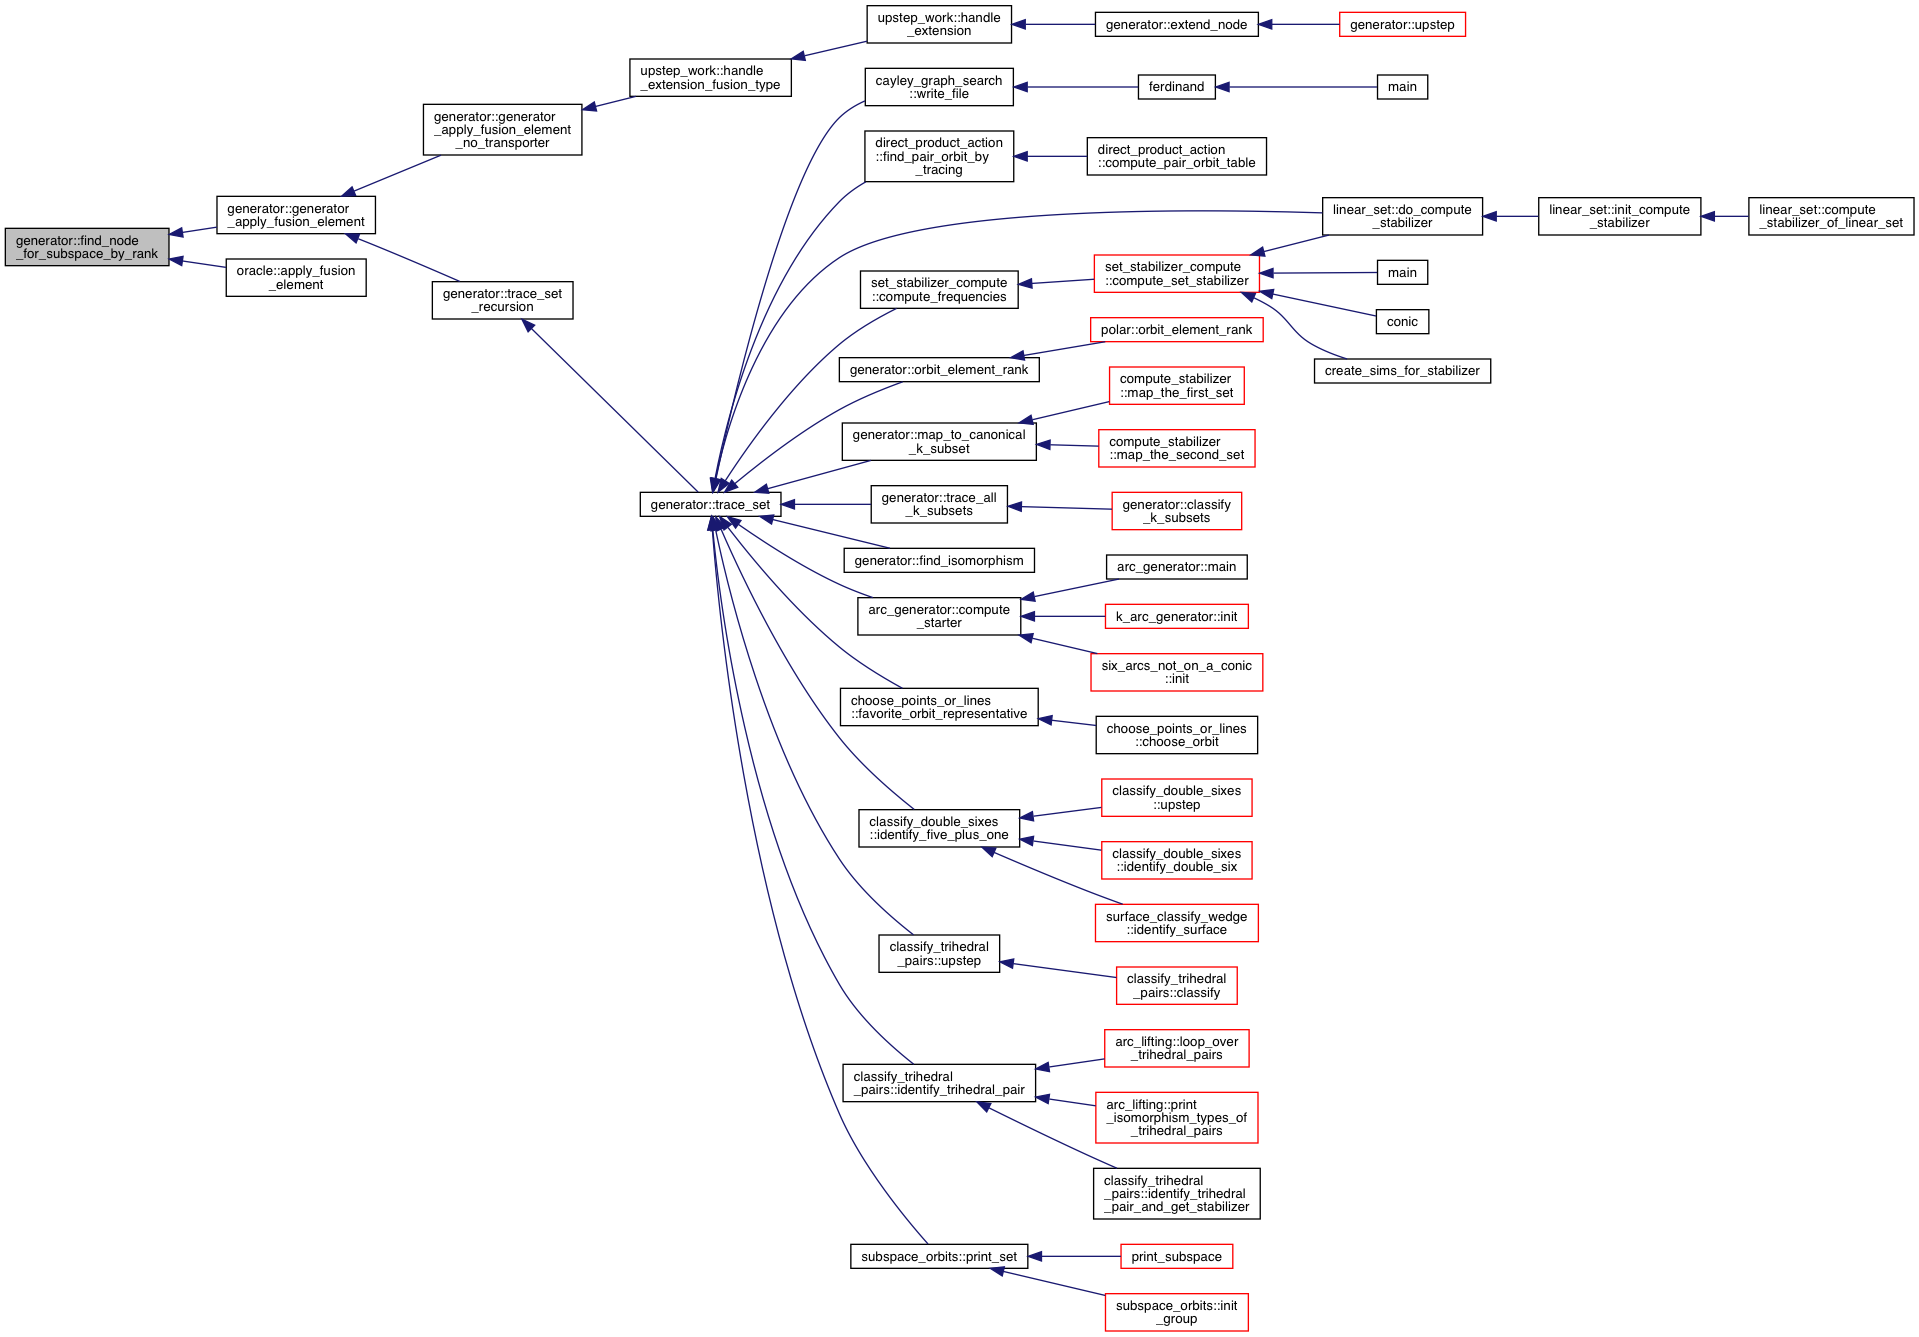 generator::find_node
_for_subspace_by_rank
generator::generator
_apply_fusion_element
oracle::apply_fusion
_element
generator::generator
_apply_fusion_element
_no_transporter
generator::trace_set
_recursion
upstep_work::handle
_extension_fusion_type
generator::trace_set
upstep_work::handle
_extension
generator::extend_node
generator::upstep
cayley_graph_search
::write_file
ferdinand
main
direct_product_action
::find_pair_orbit_by
_tracing
direct_product_action
::compute_pair_orbit_table
linear_set::do_compute
_stabilizer
linear_set::init_compute
_stabilizer
linear_set::compute
_stabilizer_of_linear_set
set_stabilizer_compute
::compute_frequencies
set_stabilizer_compute
::compute_set_stabilizer
main
conic
create_sims_for_stabilizer
generator::orbit_element_rank
polar::orbit_element_rank
generator::map_to_canonical
_k_subset
compute_stabilizer
::map_the_first_set
compute_stabilizer
::map_the_second_set
generator::trace_all
_k_subsets
generator::classify
_k_subsets
generator::find_isomorphism
arc_generator::compute
_starter
arc_generator::main
k_arc_generator::init
six_arcs_not_on_a_conic
::init
choose_points_or_lines
::favorite_orbit_representative
choose_points_or_lines
::choose_orbit
classify_double_sixes
::identify_five_plus_one
classify_double_sixes
::upstep
classify_double_sixes
::identify_double_six
surface_classify_wedge
::identify_surface
classify_trihedral
_pairs::upstep
classify_trihedral
_pairs::classify
classify_trihedral
_pairs::identify_trihedral_pair
arc_lifting::loop_over
_trihedral_pairs
arc_lifting::print
_isomorphism_types_of
_trihedral_pairs
classify_trihedral
_pairs::identify_trihedral
_pair_and_get_stabilizer
subspace_orbits::print_set
print_subspace
subspace_orbits::init
_group